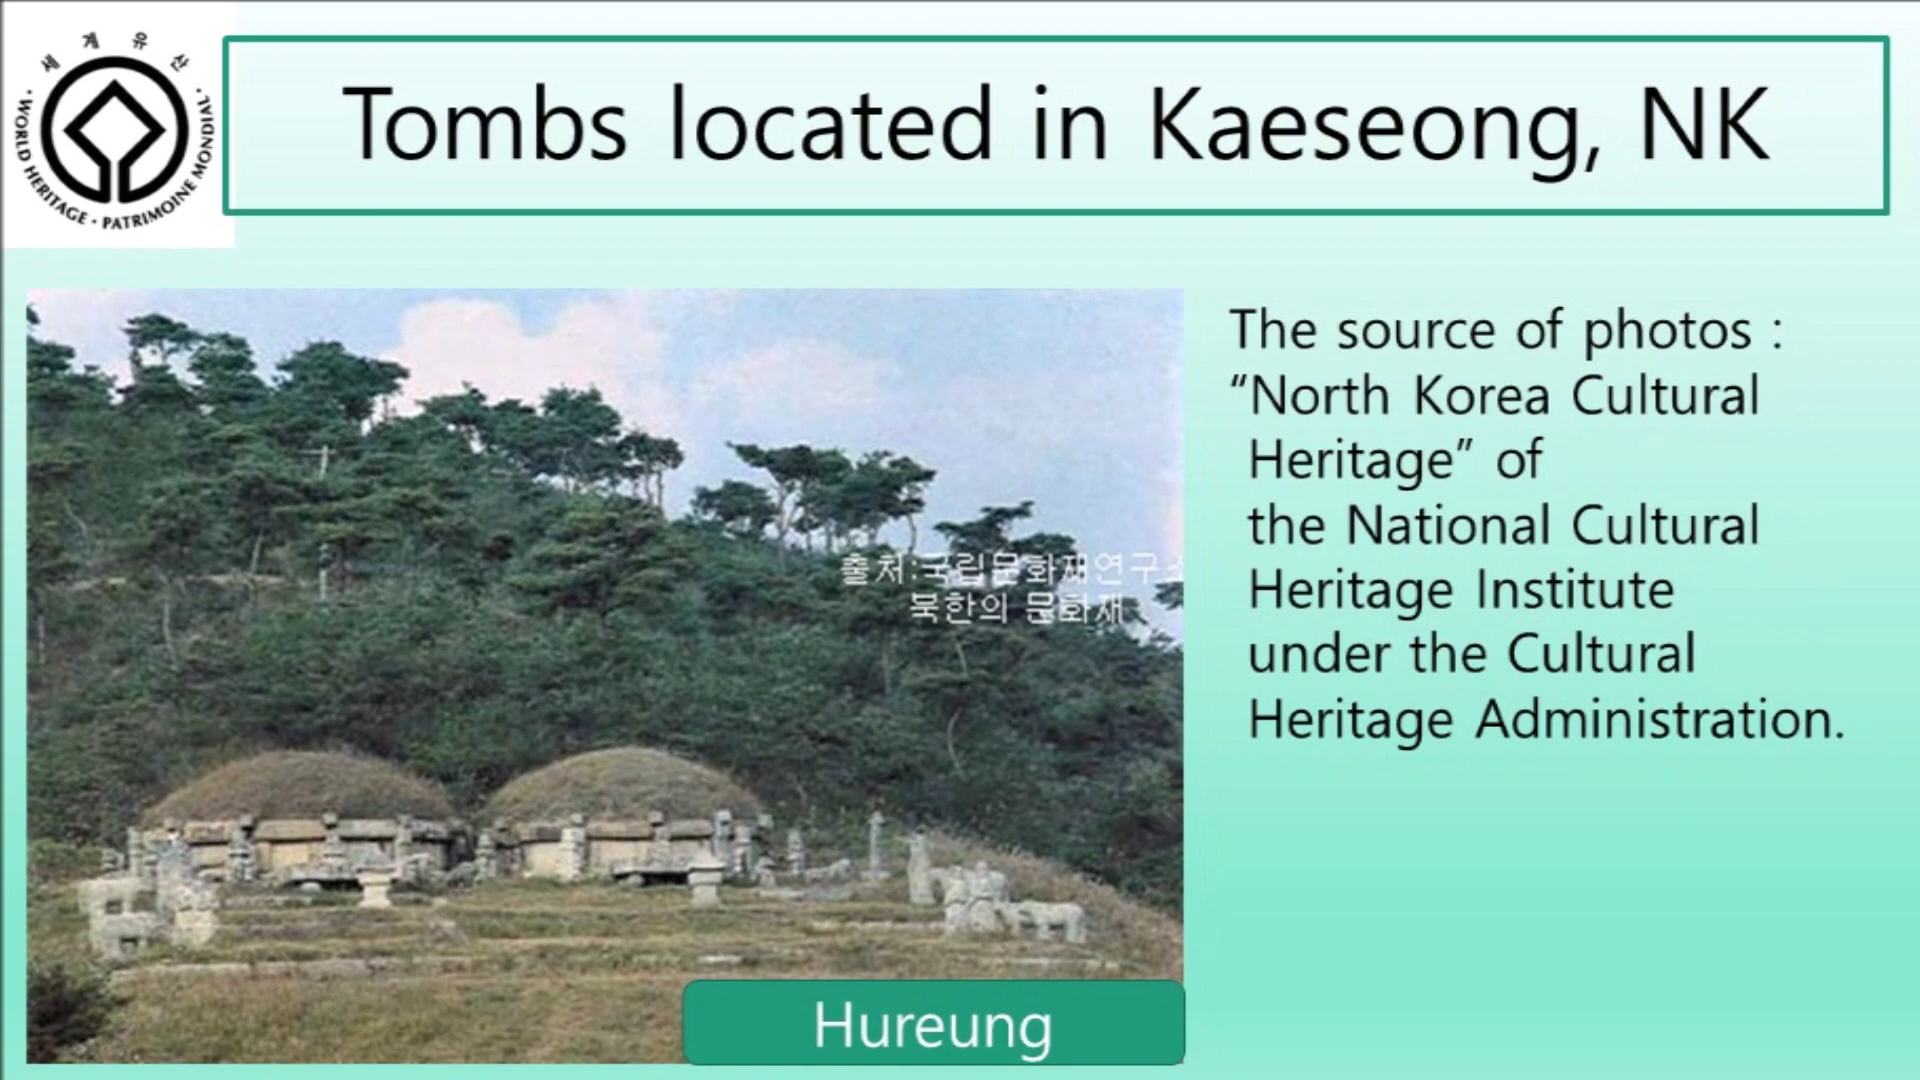 세계유산
· WORLD HERITAGE · PATRIMOINE MONDIAL ·
Tombs located in Kaeseong, NK
The source of photos :
“North Korea Cultural
Heritage” of
the National Cultural
Heritage Institute
under the Cultural
Heritage Administration.
출처:국립문화재연구소
북한의 문화재
Hureung